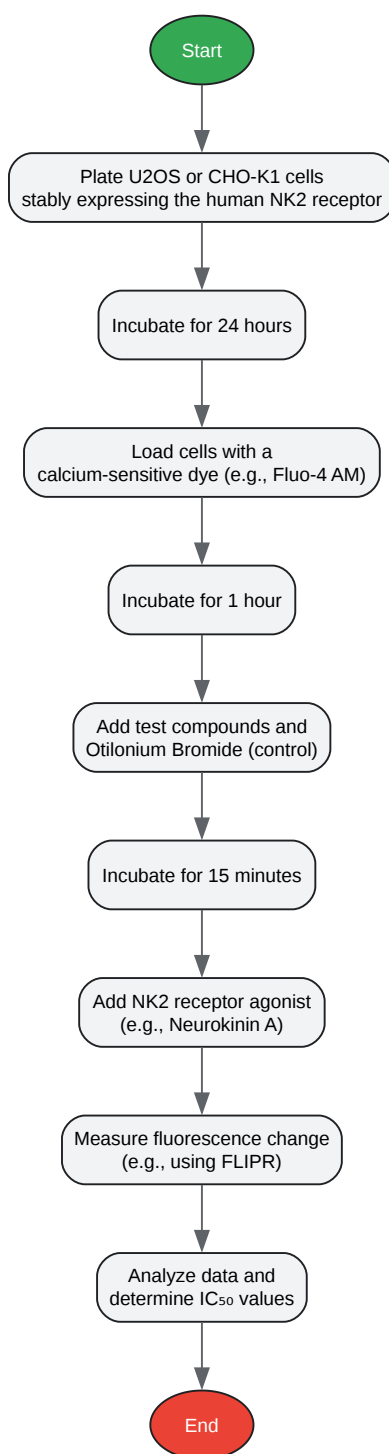 Start
Plate U2OS or CHO-K1 cells
stably expressing the human NK2 receptor
Incubate for 24 hours
Load cells with a
calcium-sensitive dye (e.g., Fluo-4 AM)
Incubate for 1 hour
Add test compounds and
Otilonium Bromide (control)
Incubate for 15 minutes
Add NK2 receptor agonist
(e.g., Neurokinin A)
Measure fluorescence change
(e.g., using FLIPR)
Analyze data and
determine IC₅₀ values
End